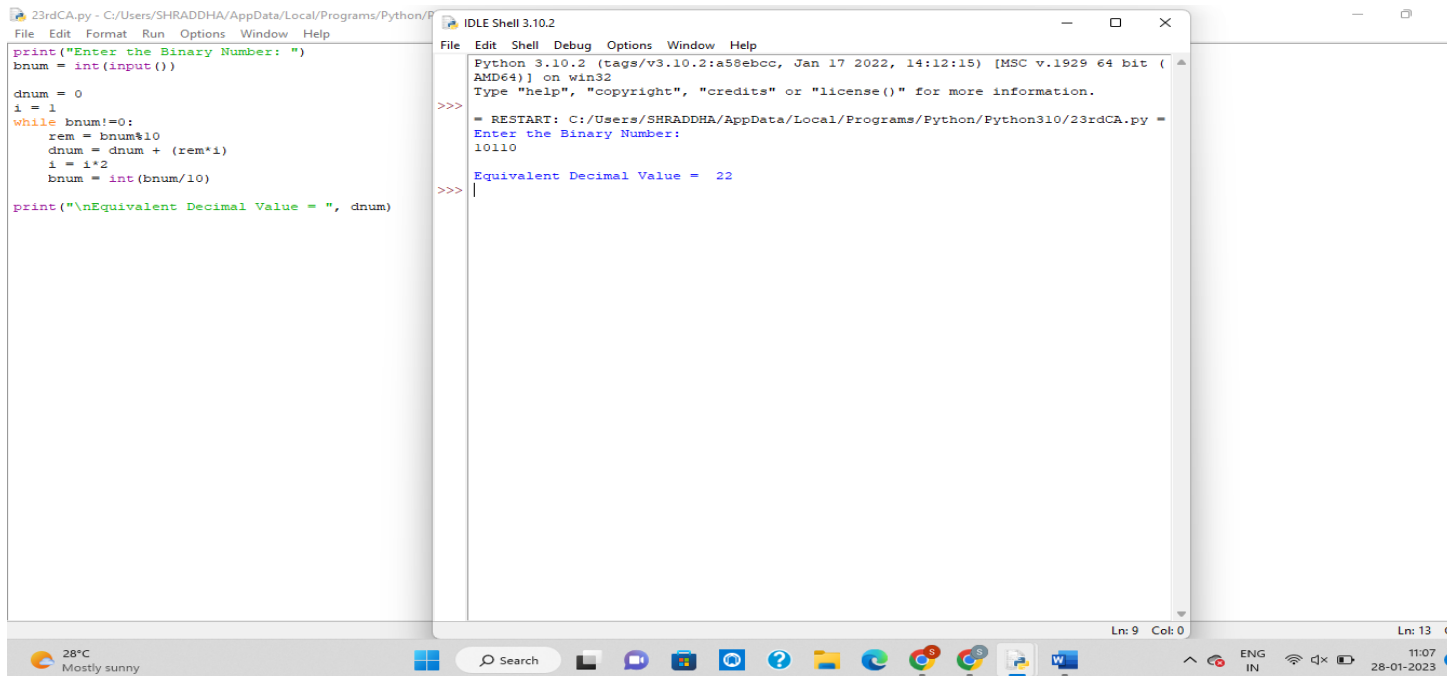 23rdCA.py - C:/Users/SHRADDHA/AppData/Local/Programs/Python/P
File Edit Format Run Options Window Help
print("Enter the Binary Number: ")
bnum = int(input())
dnum = 0
i = 1
while bnum!=0:
    rem = bnum%10
    dnum = dnum + (rem*i)
    i = i*2
    bnum = int(bnum/10)
print("\nEquivalent Decimal Value = ", dnum)
IDLE Shell 3.10.2
File Edit Shell Debug Options Window Help
Python 3.10.2 (tags/v3.10.2:a58ebcc, Jan 17 2022, 14:12:15) [MSC v.1929 64 bit (
AMD64)] on win32
Type "help", "copyright", "credits" or "license()" for more information.
>>>
= RESTART: C:/Users/SHRADDHA/AppData/Local/Programs/Python/Python310/23rdCA.py =
Enter the Binary Number:
10110
Equivalent Decimal Value =  22
>>>
Ln: 9 Col: 0
Ln: 13
28°C
Mostly sunny
Search
S
S
W
ENG
IN
11:07
28-01-2023